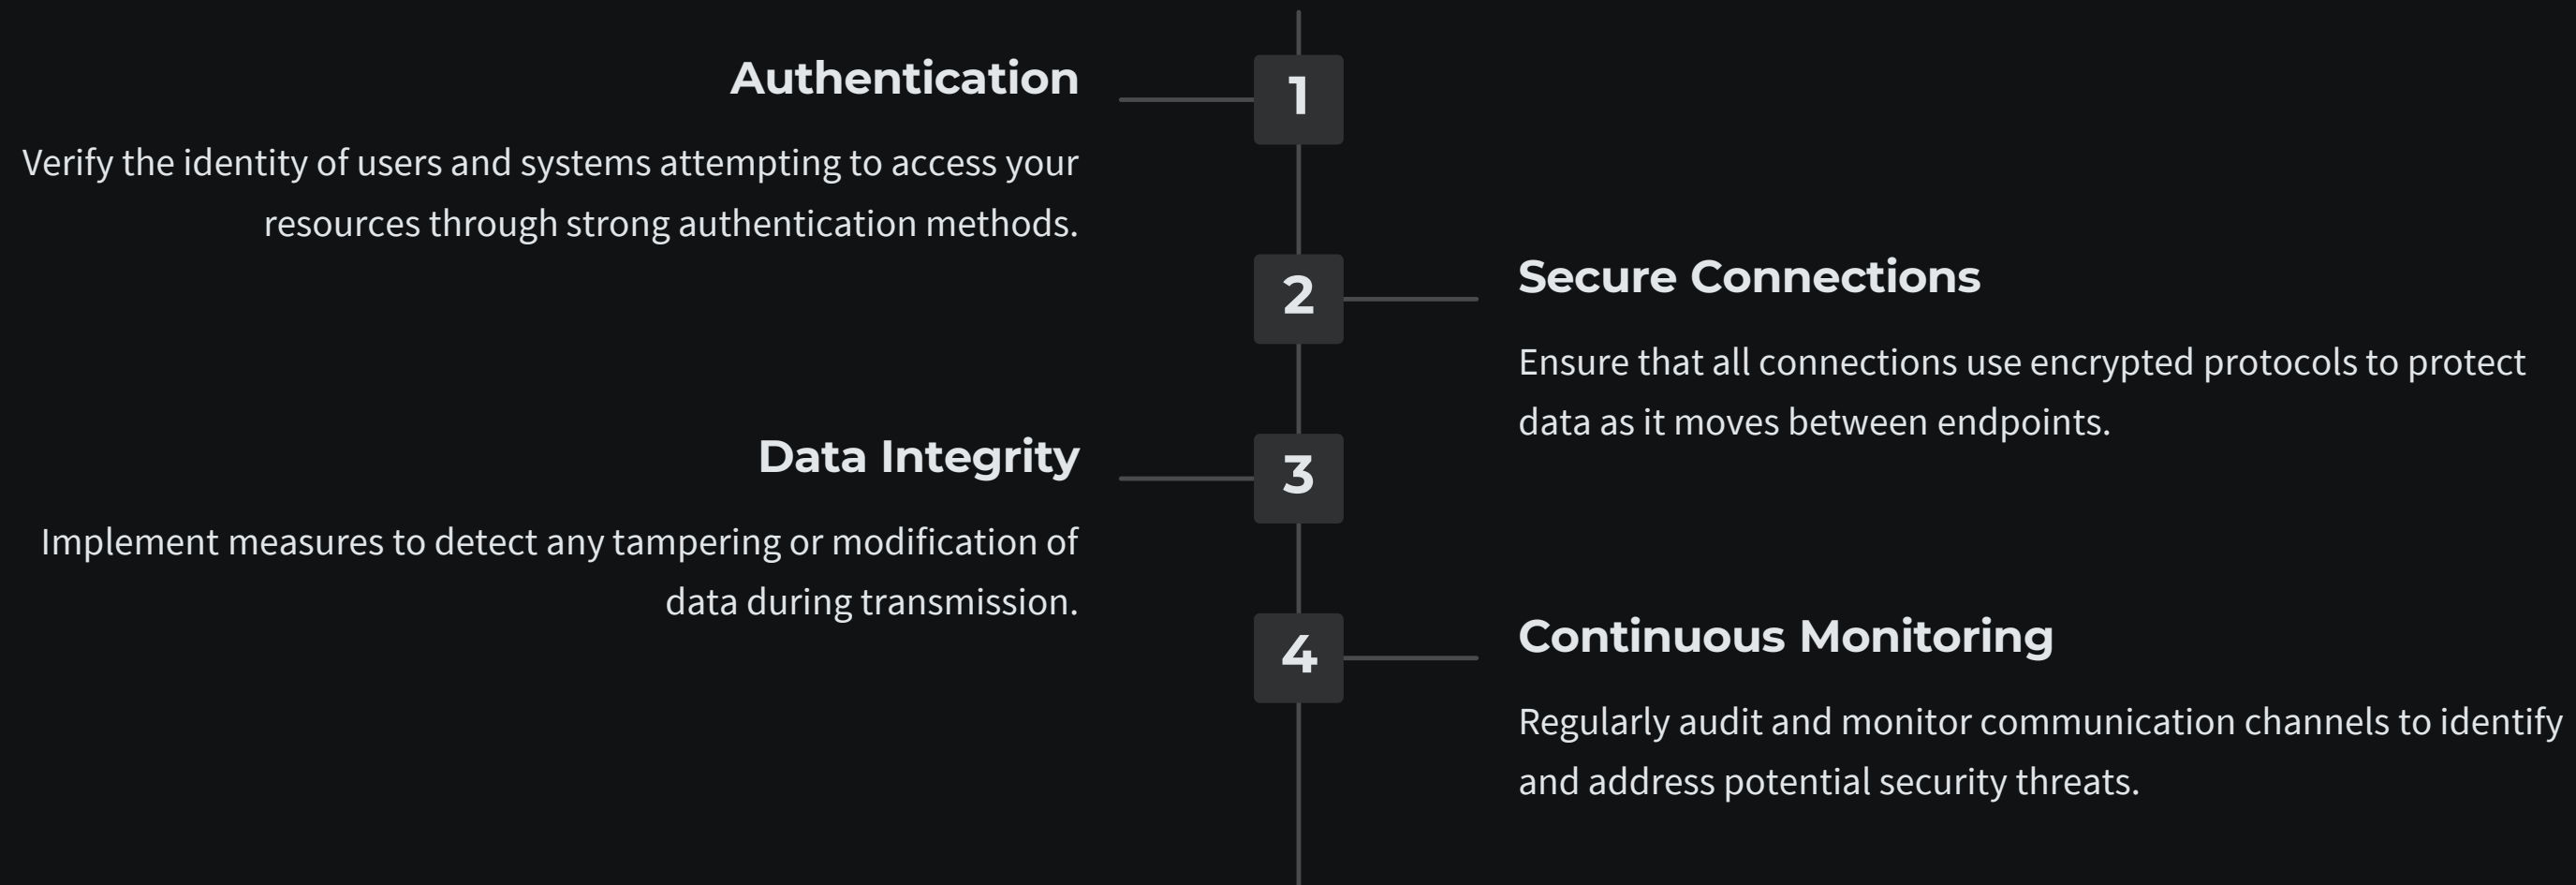 Authentication
1
Verify the identity of users and systems attempting to access your
resources through strong authentication methods.
2
Secure Connections
Ensure that all connections use encrypted protocols to protect
data as it moves between endpoints.
Data Integrity
3
Implement measures to detect any tampering or modification of
data during transmission.
4
Continuous Monitoring
Regularly audit and monitor communication channels to identify
and address potential security threats.